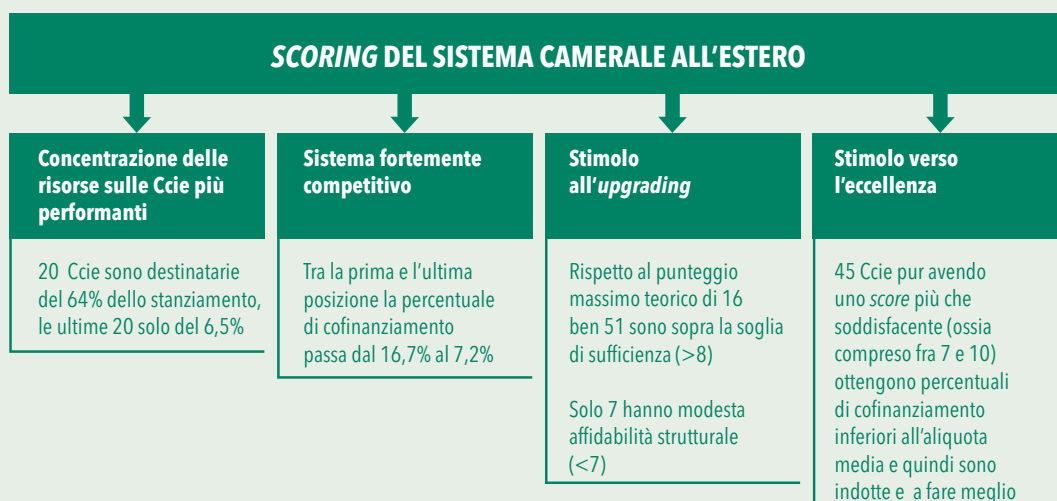 SCORING DEL SISTEMA CAMERALE ALL'ESTERO
Concentrazione delle
risorse sulle Ccie più
performanti
20 Ccie sono destinatarie
del 64% dello stanziamento,
le ultime 20 solo del 6,5%
Sistema fortemente
competitivo
Tra la prima e l'ultima
posizione la percentuale
di cofinanziamento
passa dal 16,7% al 7,2%
Stimolo
all'upgrading
Rispetto al punteggio
massimo teorico di 16
ben 51 sono sopra la soglia
di sufficienza (>8)
Solo 7 hanno modesta
affidabilità strutturale
(<7)
Stimolo verso
l'eccellenza
45 Ccie pur avendo
uno score più che
soddisfacente (ossia
compreso fra 7 e 10)
ottengono percentuali
di cofinanziamento
inferiori all'aliquota
media e quindi sono
indotte e a fare meglio